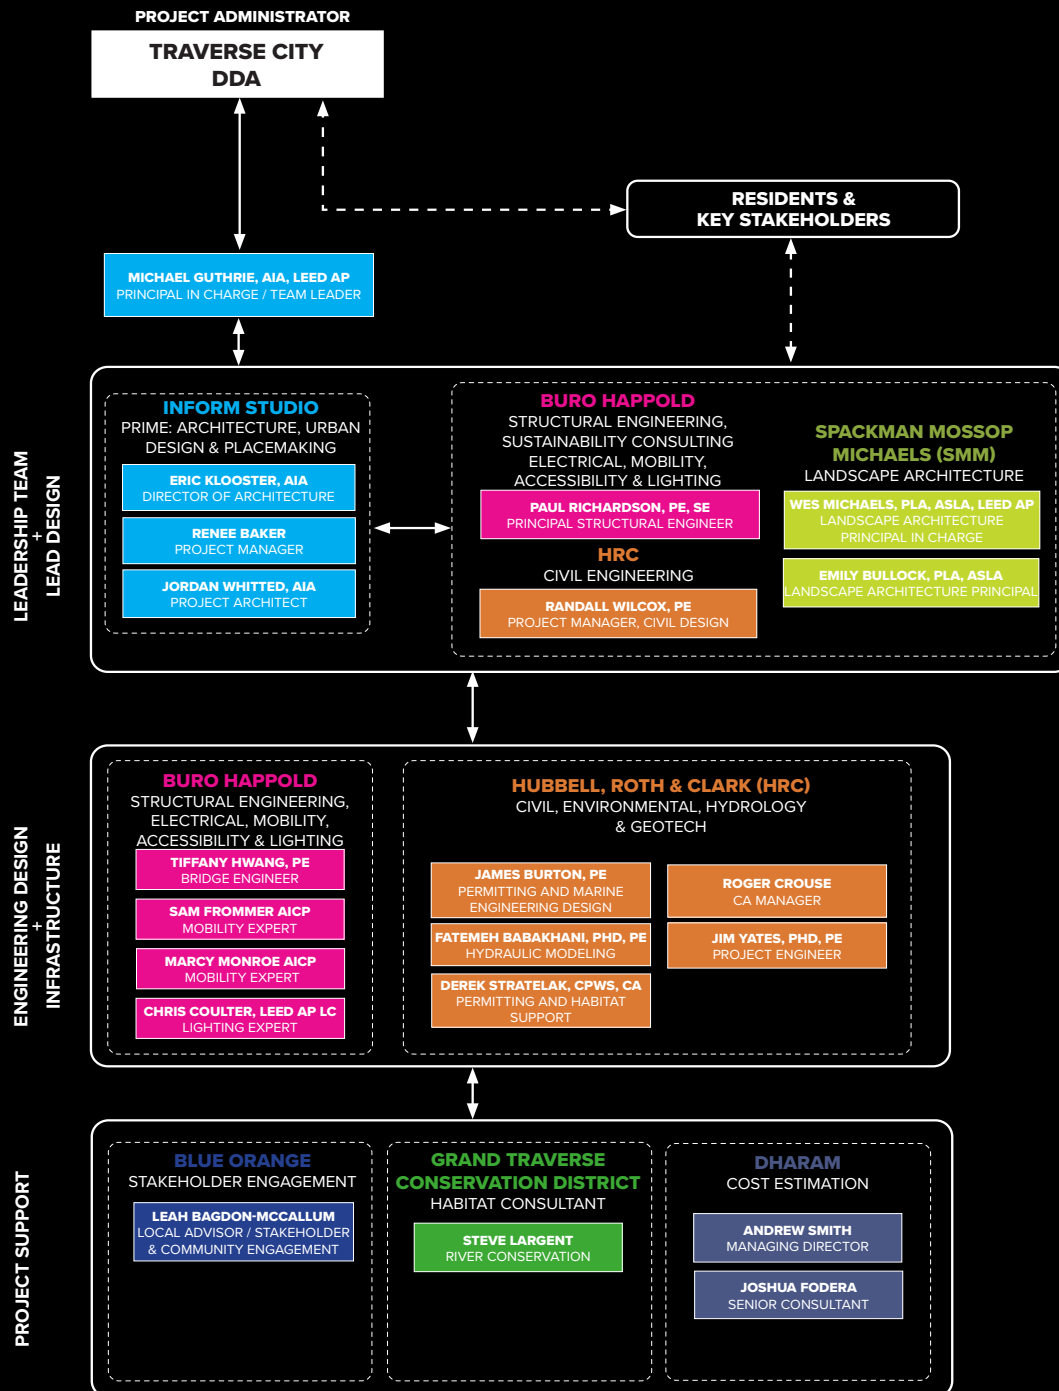 PROJECT ADMINISTRATOR
TRAVERSE CITY
DDA
RESIDENTS &
KEY STAKEHOLDERS
MICHAEL GUTHRIE, AIA, LEED AP
PRINCIPAL IN CHARGE / TEAM LEADER
LEADERSHIP TEAM
+
LEAD DESIGN
INFORM STUDIO
PRIME: ARCHITECTURE, URBAN
DESIGN & PLACEMAKING
ERIC KLOOSTER, AIA
DIRECTOR OF ARCHITECTURE
RENEE BAKER
PROJECT MANAGER
JORDAN WHITTED, AIA
PROJECT ARCHITECT
BURO HAPPOLD
STRUCTURAL ENGINEERING,
SUSTAINABILITY CONSULTING
ELECTRICAL, MOBILITY,
ACCESSIBILITY & LIGHTING
PAUL RICHARDSON, PE, SE
PRINCIPAL STRUCTURAL ENGINEER
HRC
CIVIL ENGINEERING
RANDALL WILCOX, PE
PROJECT MANAGER, CIVIL DESIGN
SPACKMAN MOSSOP
MICHAELS (SMM)
LANDSCAPE ARCHITECTURE
WES MICHAELS, PLA, ASLA, LEED AP
LANDSCAPE ARCHITECTURE
PRINCIPAL IN CHARGE
EMILY BULLOCK, PLA, ASLA
LANDSCAPE ARCHITECTURE PRINCIPAL
ENGINEERING DESIGN
+
INFRASTRUCTURE
BURO HAPPOLD
STRUCTURAL ENGINEERING,
ELECTRICAL, MOBILITY,
ACCESSIBILITY & LIGHTING
TIFFANY HWANG, PE
BRIDGE ENGINEER
SAM FROMMER AICP
MOBILITY EXPERT
MARCY MONROE AICP
MOBILITY EXPERT
CHRIS COULTER, LEED AP LC
LIGHTING EXPERT
HUBBELL, ROTH & CLARK (HRC)
CIVIL, ENVIRONMENTAL, HYDROLOGY
& GEOTECH
JAMES BURTON, PE
PERMITTING AND MARINE
ENGINEERING DESIGN
FATEMEH BABAKHANI, PHD, PE
HYDRAULIC MODELING
DEREK STRATELAK, CPWS, CA
PERMITTING AND HABITAT
SUPPORT
ROGER CROUSE
CA MANAGER
JIM YATES, PHD, PE
PROJECT ENGINEER
PROJECT SUPPORT
BLUE ORANGE
STAKEHOLDER ENGAGEMENT
LEAH BAGDON-MCCALLUM
LOCAL ADVISOR / STAKEHOLDER
& COMMUNITY ENGAGEMENT
GRAND TRAVERSE
CONSERVATION DISTRICT
HABITAT CONSULTANT
STEVE LARGENT
RIVER CONSERVATION
DHARAM
COST ESTIMATION
ANDREW SMITH
MANAGING DIRECTOR
JOSHUA FODERA
SENIOR CONSULTANT